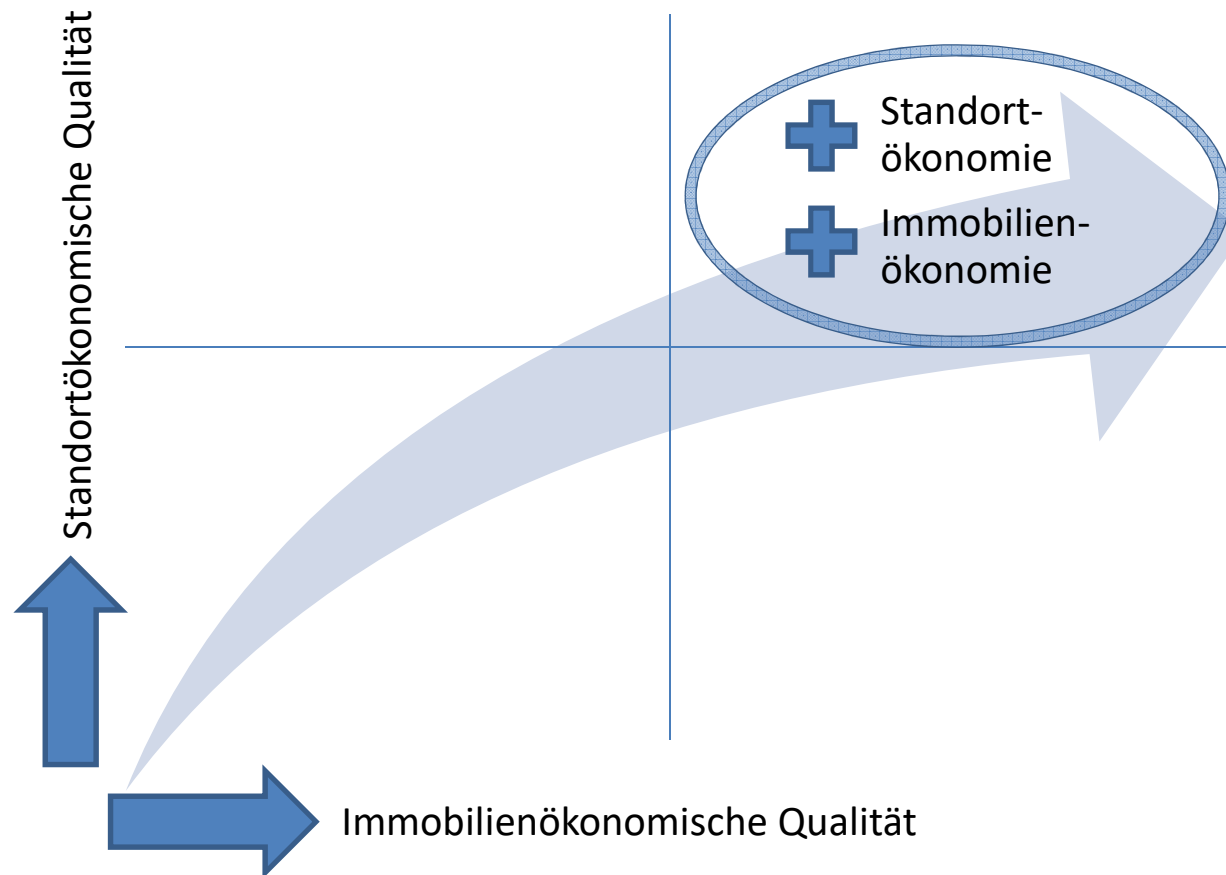 Standortökonomische Qualität
Standort-
ökonomie
Immobilien-
ökonomie
Immobilienökonomische Qualität